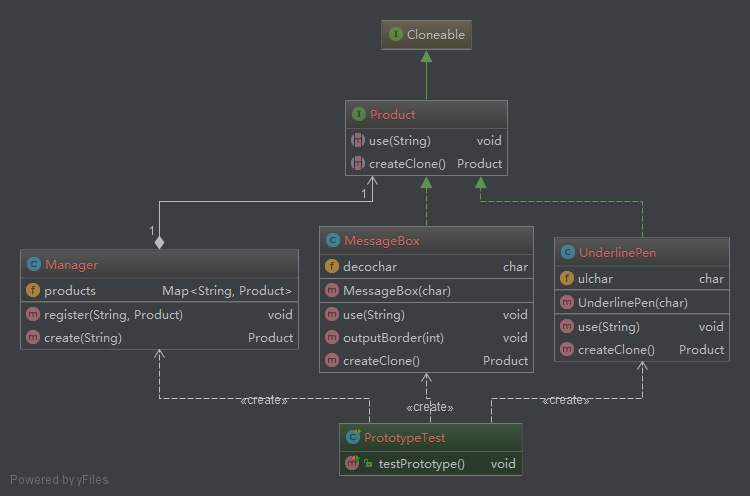 Cloneable
Product
use(String) void
createClone() Product
1
1
Manager
products Map<String, Product>
register(String, Product) void
create(String) Product
MessageBox
decochar char
MessageBox(char)
use(String) void
outputBorder(int) void
createClone() Product
UnderlinePen
ulchar char
UnderlinePen(char)
use(String) void
createClone() Product
«create»
«create»
«create»
PrototypeTest
testPrototype() void
Powered by yFiles